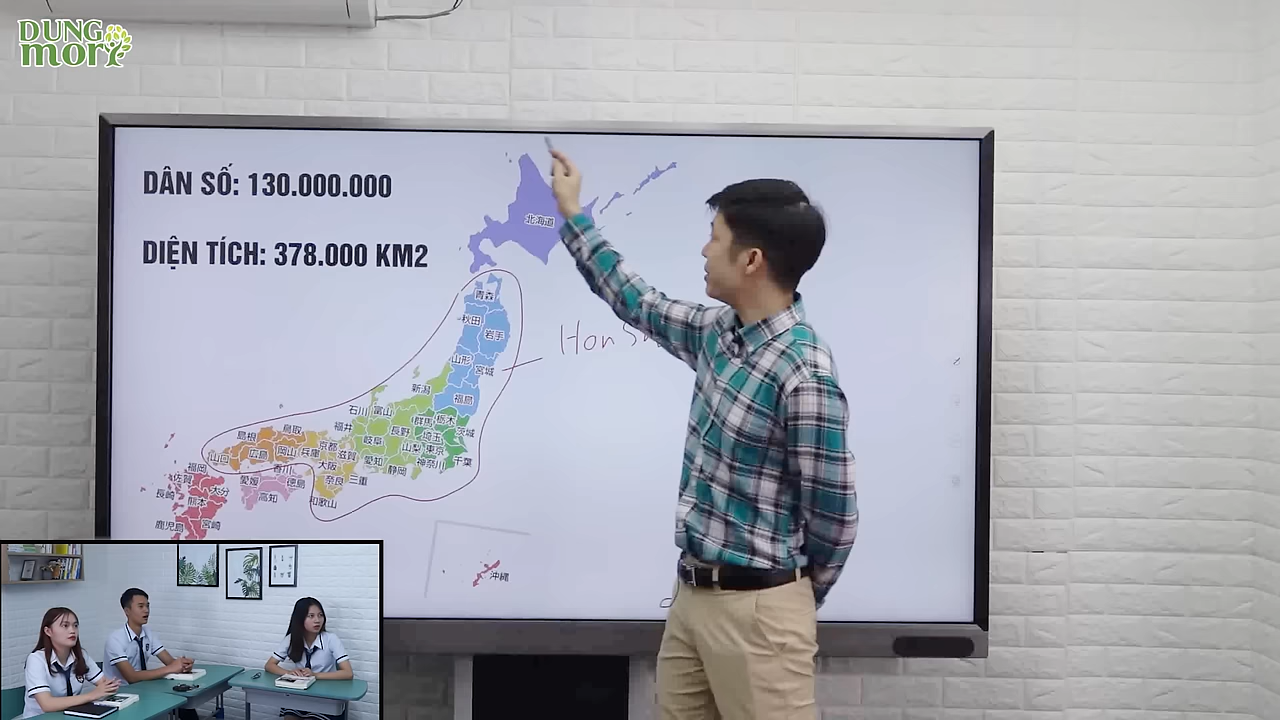 DUNG
mori
DÂN SỐ: 130.000.000
DIỆN TÍCH: 378.000 KM2
北海道
青森
秋田
岩手
山形
宮城
福島
新潟
石川
富山
福井
群馬
栃木
長野
埼玉
茨城
岐阜
山梨
東京
愛知
静岡
神奈川
千葉
島根
鳥取
山口
広島
岡山
兵庫
京都
滋賀
大阪
奈良
三重
和歌山
香川
愛媛
徳島
高知
福岡
佐賀
大分
長崎
熊本
鹿児島
宮崎
沖縄